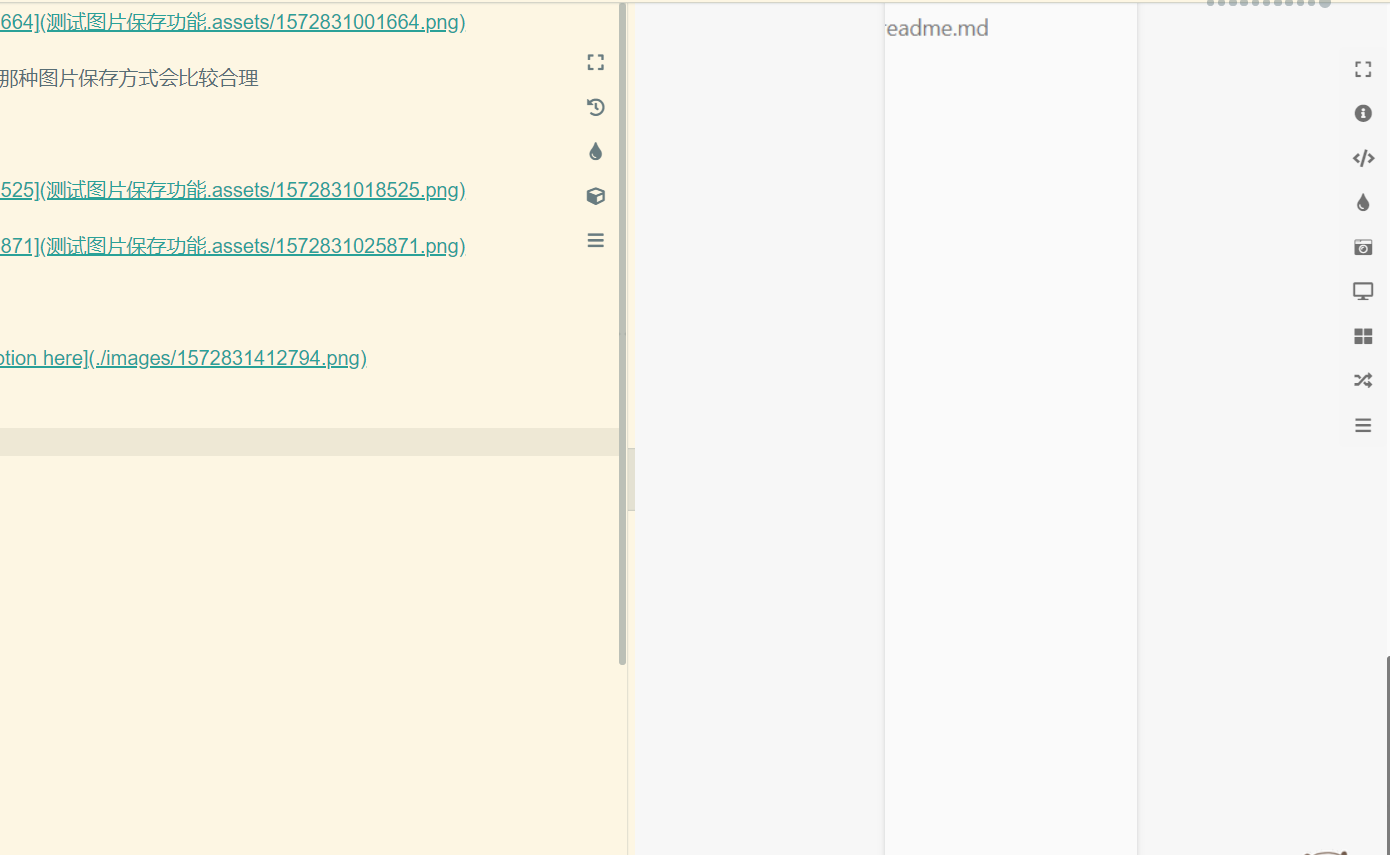 664](测试图片保存功能.assets/1572831001664.png)
那种图片保存方式会比较合理
525](测试图片保存功能.assets/1572831018525.png)
871](测试图片保存功能.assets/1572831025871.png)
otion here](./images/1572831412794.png)
readme.md